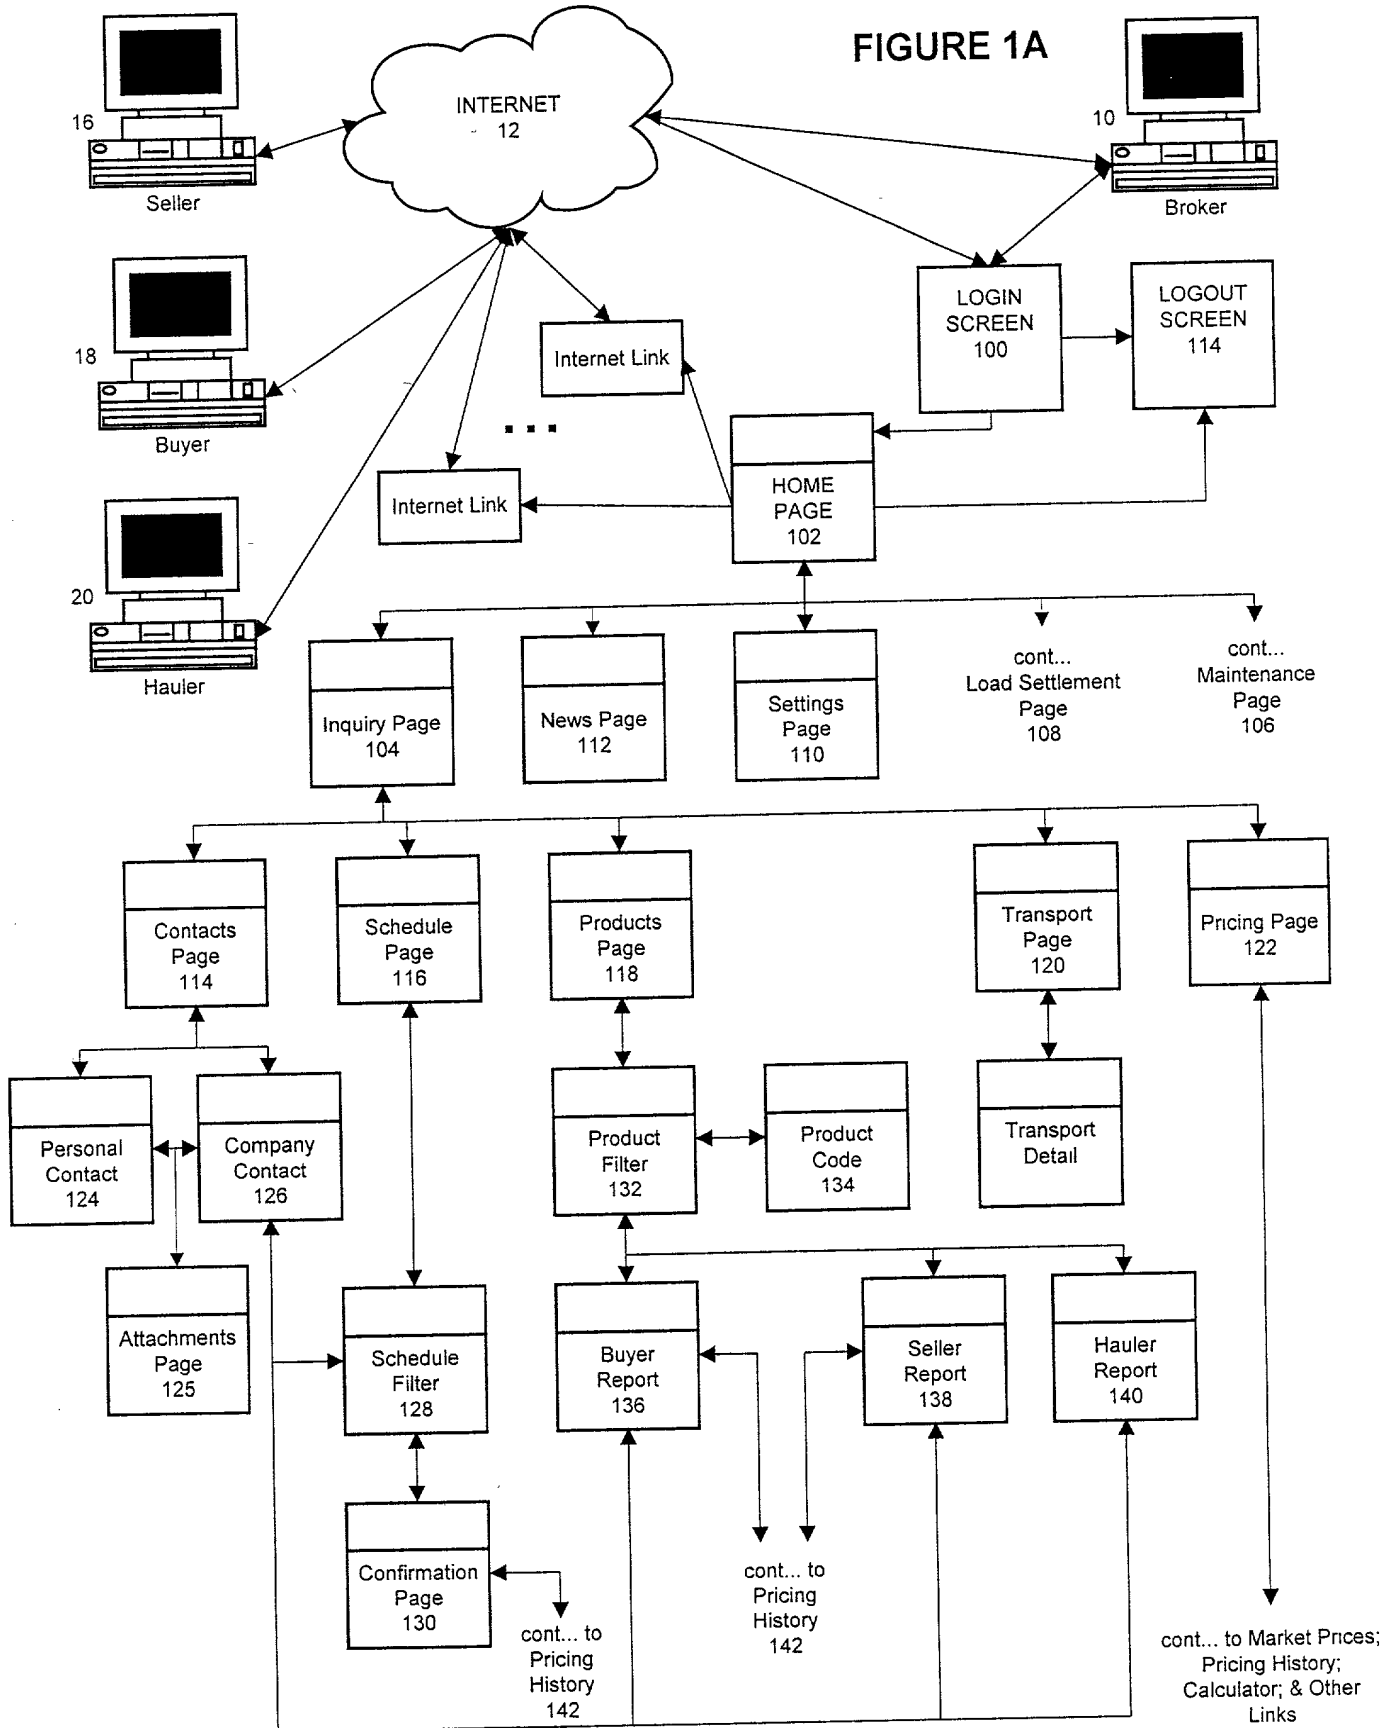 FIGURE 1A
INTERNET
12
16
Seller
10
Broker
18
Buyer
Internet Link
LOGIN
SCREEN
100
LOGOUT
SCREEN
114
...
Internet Link
HOME
PAGE
102
20
Hauler
Inquiry Page
104
News Page
112
Settings
Page
110
cont...
Load Settlement
Page
108
cont...
Maintenance
Page
106
Contacts
Page
114
Schedule
Page
116
Products
Page
118
Transport
Page
120
Pricing Page
122
Personal
Contact
124
Company
Contact
126
Product
Filter
132
Product
Code
134
Transport
Detail
Attachments
Page
125
Schedule
Filter
128
Buyer
Report
136
Seller
Report
138
Hauler
Report
140
Confirmation
Page
130
cont... to
Pricing
History
142
cont... to
Pricing
History
142
cont... to Market Prices;
Pricing History;
Calculator; & Other
Links